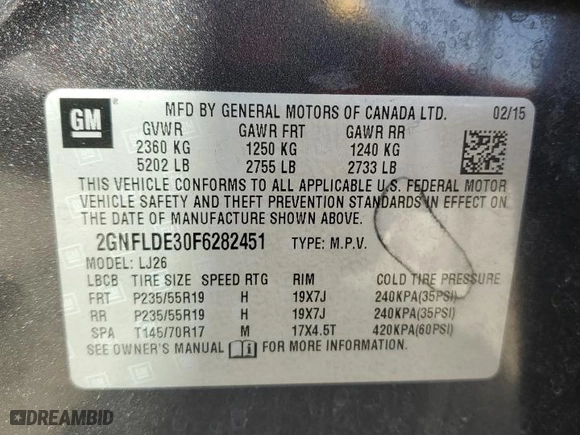 GM ®
MFD BY GENERAL MOTORS OF CANADA LTD. 02/15
GVWR GAWR FRT GAWR RR
2360 KG 1250 KG 1240 KG
5202 LB 2755 LB 2733 LB
THIS VEHICLE CONFORMS TO ALL APPLICABLE U.S. FEDERAL MOTOR
VEHICLE SAFETY AND THEFT PREVENTION STANDARDS IN EFFECT ON
THE DATE OF MANUFACTURE SHOWN ABOVE.
2GNFLDE30F6282451 TYPE: M.P.V.
MODEL: LJ26
LBCB TIRE SIZE SPEED RTG RIM COLD TIRE PRESSURE
FRT P235/55R19 H 19X7J 240KPA(35PSI)
RR P235/55R19 H 19X7J 240KPA(35PSI)
SPA T145/70R17 M 17X4.5T 420KPA(60PSI)
SEE OWNER'S MANUAL FOR MORE INFORMATION.
DREAMBID